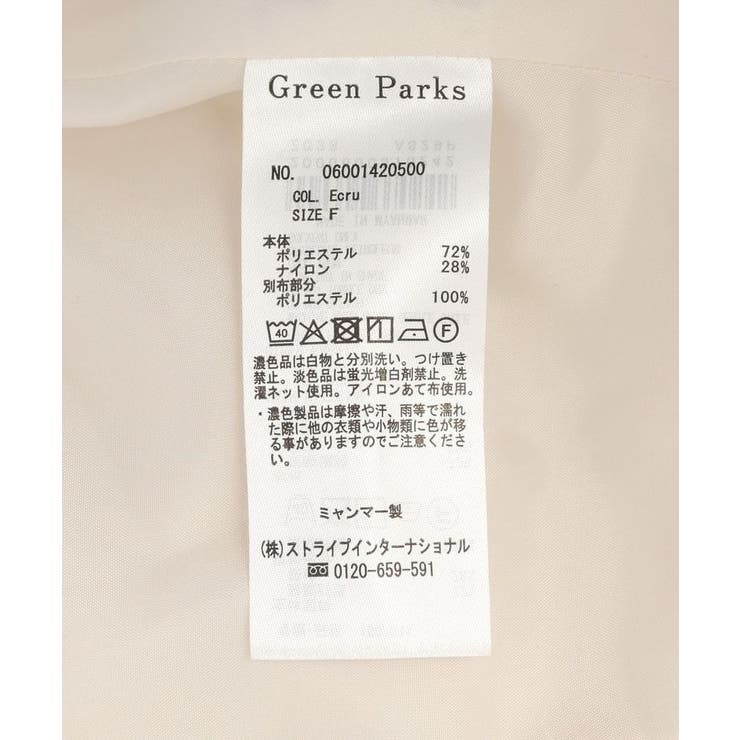 Green Parks
NO. 06001420500
COL. Ecru
SIZE F
本体
ポリエステル 72%
ナイロン 28%
別布部分
ポリエステル 100%
40 F
濃色品は白物と分別洗い。つけ置き
禁止。淡色品は蛍光増白剤禁止。洗
濯ネット使用。アイロンあて布使用。
・濃色製品は摩擦や汗、雨等で濡れ
た際に他の衣類や小物類に色が移
る事がありますのでご注意くださ
い。
ミャンマー製
(株)ストライプインターナショナル
0120-659-591